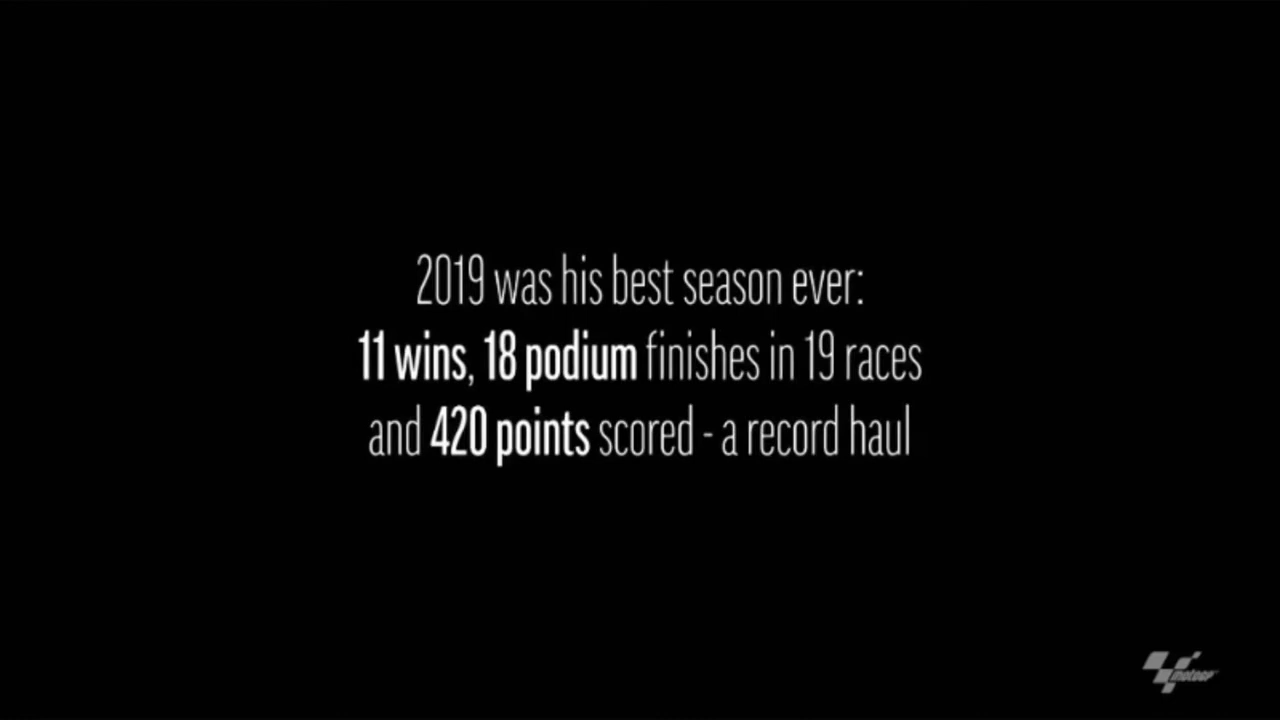 2019 was his best season ever:
11 wins, 18 podium finishes in 19 races
and 420 points scored - a record haul
motoGP